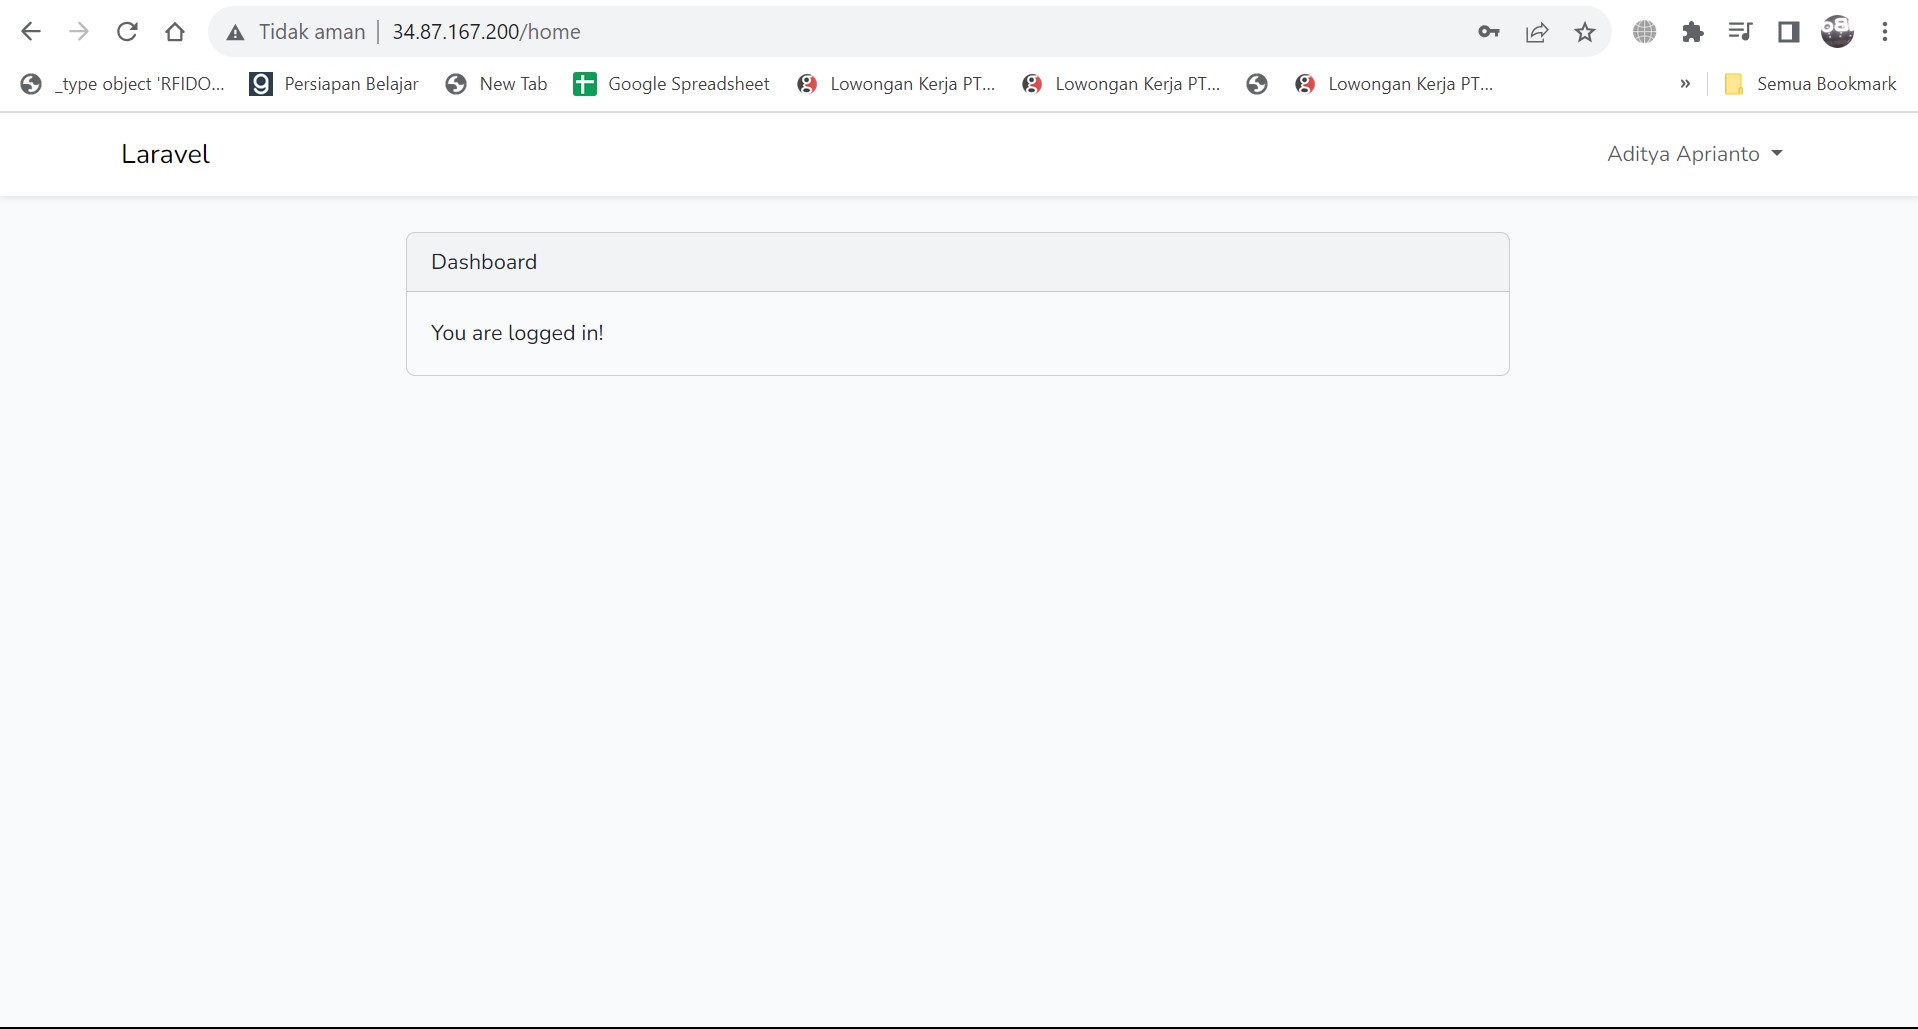 Tidak aman | 34.87.167.200/home
_type object 'RFIDO... Persiapan Belajar New Tab Google Spreadsheet Lowongan Kerja PT... Lowongan Kerja PT... Lowongan Kerja PT... » Semua Bookmark
Laravel Aditya Aprianto
Dashboard
You are logged in!